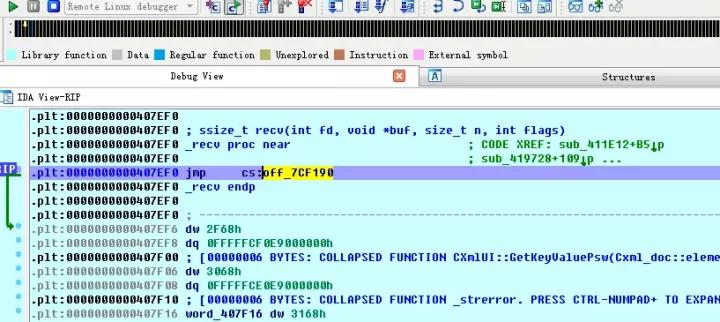 Remote Linux debugger
Library function Data Regular function Unexplored Instruction External symbol
Debug View
A
Structures
IDA View-RIP
.plt:0000000000407EF0
.plt:0000000000407EF0 ; ssize_t recv(int fd, void *buf, size_t n, int flags)
.plt:0000000000407EF0 _recv proc near ; CODE XREF: sub_411E12+B5↓p
.plt:0000000000407EF0 ; sub_419728+109↓p ...
RIP .plt:0000000000407EF0 jmp cs:off_7CF190
.plt:0000000000407EF0 _recv endp
.plt:0000000000407EF0
.plt:0000000000407EF0 ; ---------------------------------------------------------------
.plt:0000000000407EF6 dw 2F68h
.plt:0000000000407EF8 dq 0FFFFFCF0E9000000h
.plt:0000000000407F00 ; [00000006 BYTES: COLLAPSED FUNCTION CXmlUI::GetKeyValuePsw(Cxml_doc::eleme
.plt:0000000000407F06 dw 3068h
.plt:0000000000407F08 dq 0FFFFFCE0E9000000h
.plt:0000000000407F10 ; [00000006 BYTES: COLLAPSED FUNCTION _strerror. PRESS CTRL-NUMPAD+ TO EXPAN
.plt:0000000000407F16 word_407F16 dw 3168h